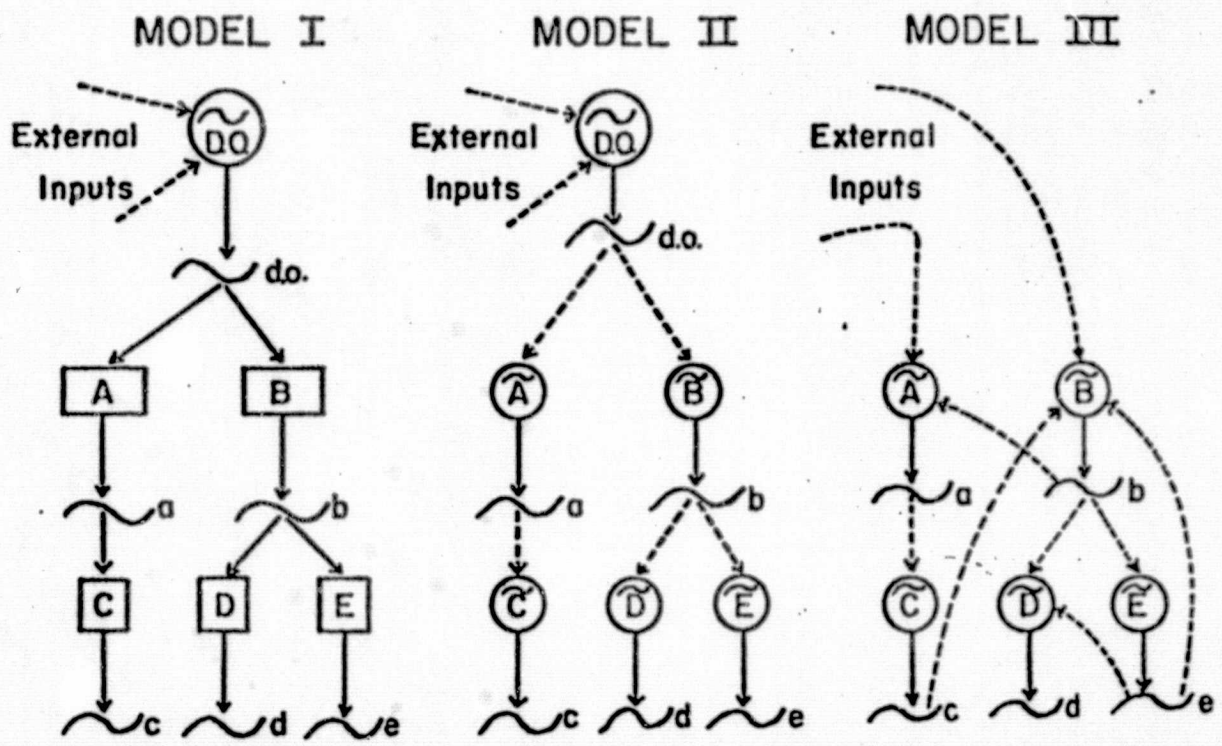 MODEL I
MODEL II
MODEL III
External
Inputs
D.O.
d.o.
A
B
a
b
C
D
E
c
d
e
External
Inputs
D.O.
d.o.
A
B
a
b
C
D
E
c
d
e
External
Inputs
A
B
a
b
C
D
E
c
d
e